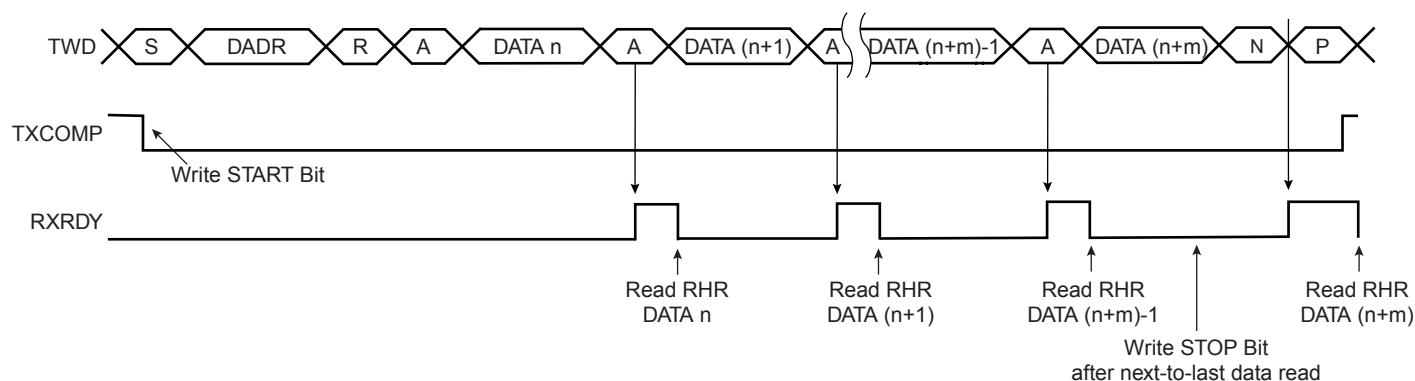 TWD S DADR R A DATA n A DATA (n+1) A DATA (n+m)-1 A DATA (n+m) N P
TXCOMP
Write START Bit
RXRDY
Read RHR Read RHR Read RHR Read RHR
DATA n DATA (n+1) DATA (n+m)-1 DATA (n+m)
Write STOP Bit
after next-to-last data read